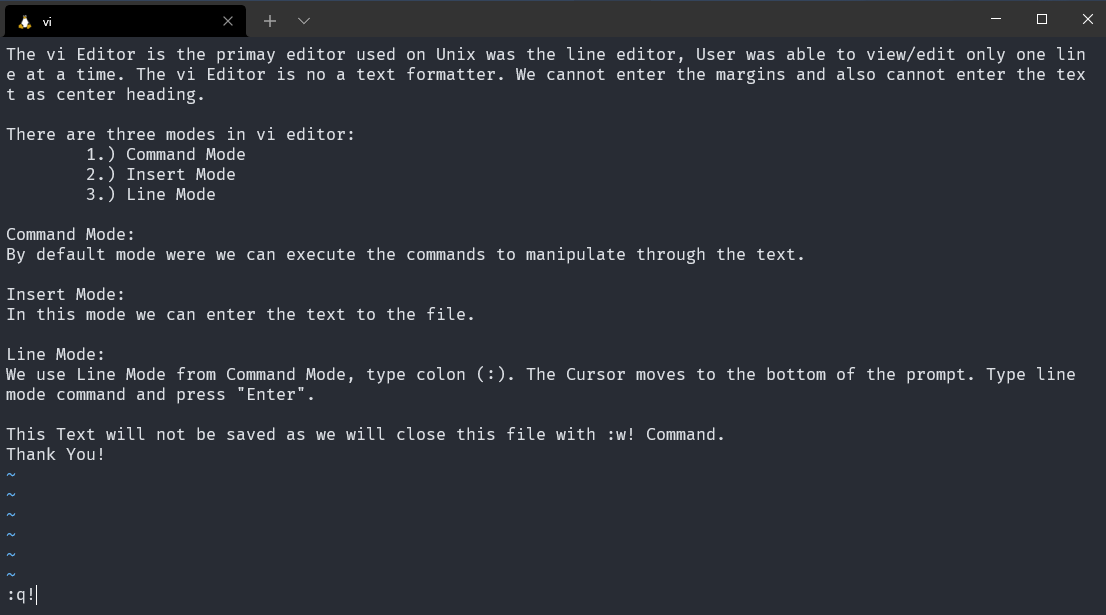 vi
The vi Editor is the primay editor used on Unix was the line editor, User was able to view/edit only one lin
e at a time. The vi Editor is no a text formatter. We cannot enter the margins and also cannot enter the tex
t as center heading.
There are three modes in vi editor:
1.) Command Mode
2.) Insert Mode
3.) Line Mode
Command Mode:
By default mode were we can execute the commands to manipulate through the text.
Insert Mode:
In this mode we can enter the text to the file.
Line Mode:
We use Line Mode from Command Mode, type colon (:). The Cursor moves to the bottom of the prompt. Type line
mode command and press "Enter".
This Text will not be saved as we will close this file with :w! Command.
Thank You!
~
~
~
~
~
~
:q!